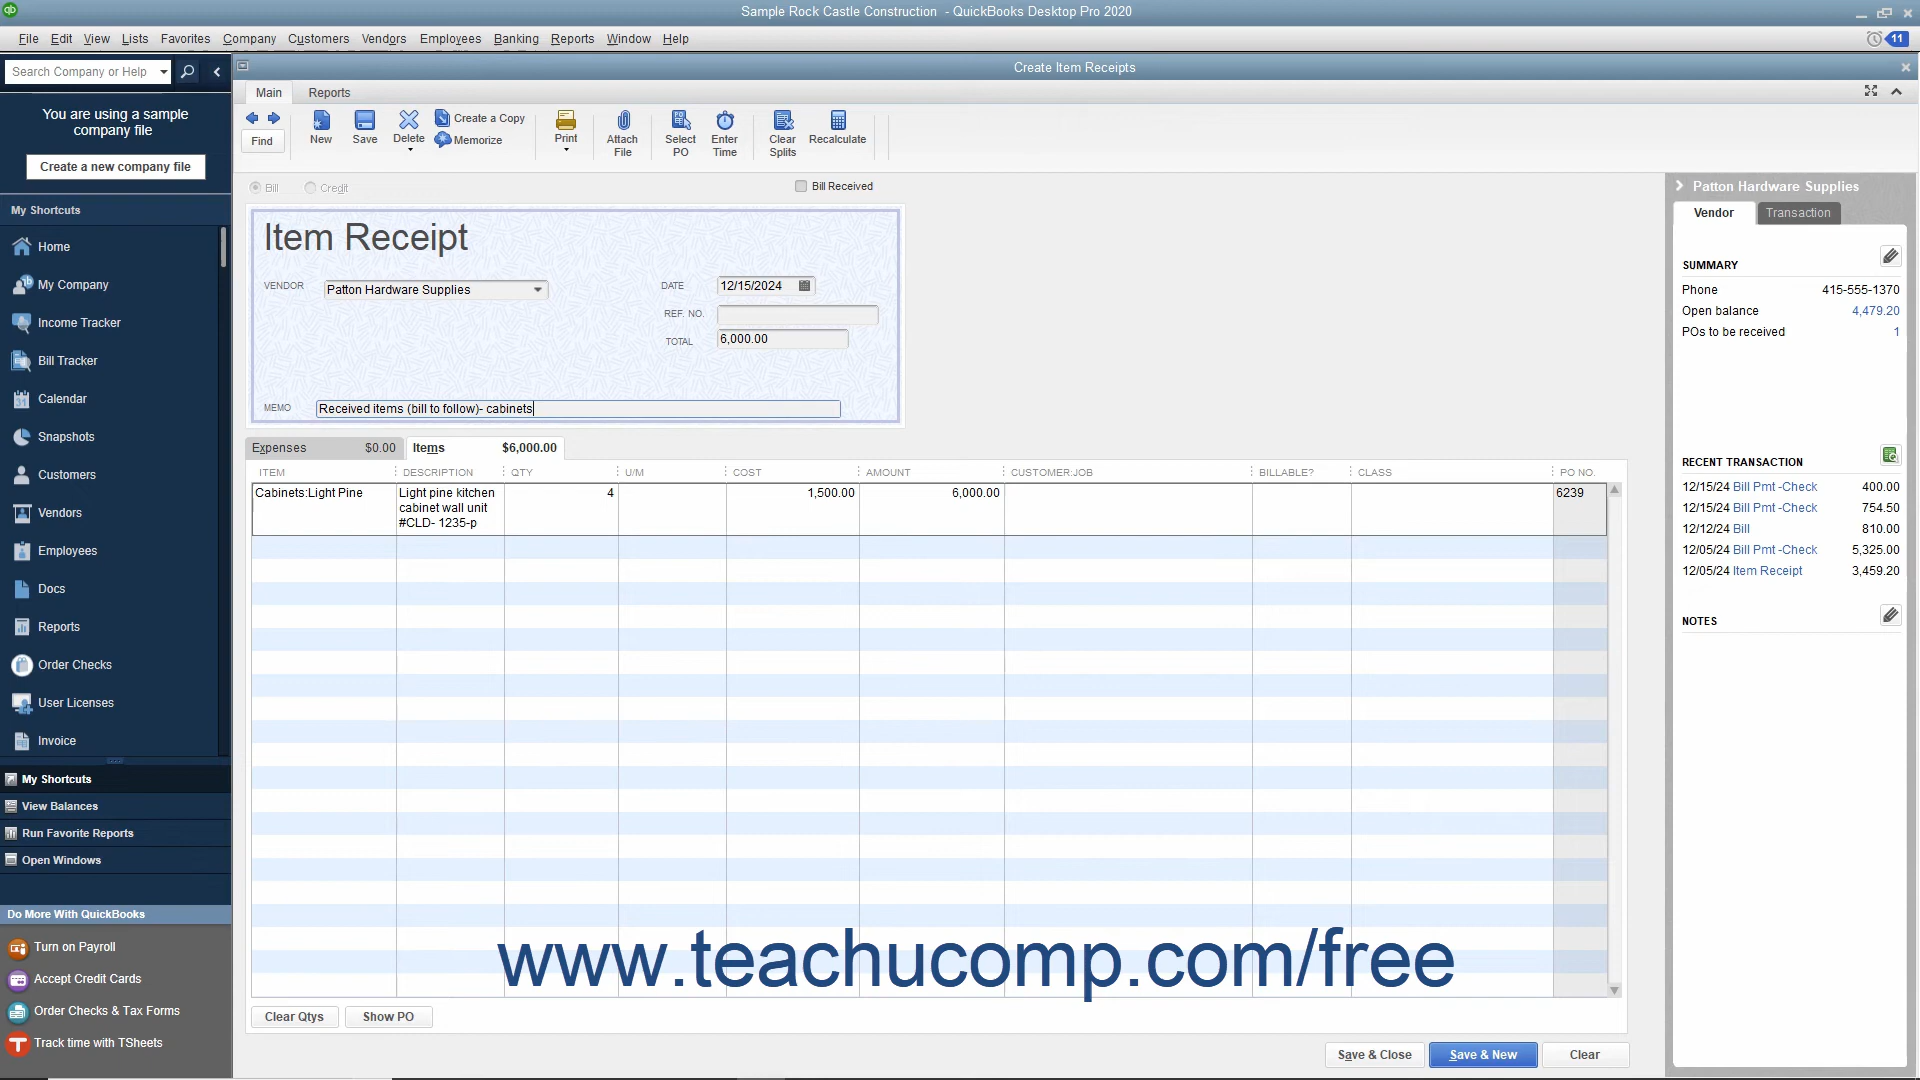 Sample Rock Castle Construction - QuickBooks Desktop Pro 2020
File Edit View Lists Favorites Company Customers Vendors Employees Banking Reports Window Help
11
Search Company or Help
Create Item Receipts
You are using a sample
company file
Create a new company file
My Shortcuts
Home
My Company
Income Tracker
Bill Tracker
Calendar
Snapshots
Customers
Vendors
Employees
Docs
Reports
Order Checks
User Licenses
Invoice
My Shortcuts
View Balances
Run Favorite Reports
Open Windows
Do More With QuickBooks
Turn on Payroll
Accept Credit Cards
Order Checks & Tax Forms
Track time with TSheets
Main Reports
Find
New
Save
Delete
Create a Copy
Memorize
Print
Attach
File
Select
PO
Enter
Time
Clear
Splits
Recalculate
Bill Credit Bill Received
Item Receipt
VENDOR Patton Hardware Supplies
DATE 12/15/2024
REF. NO.
TOTAL 6,000.00
MEMO Received items (bill to follow)- cabinets
Expenses $0.00 Items $6,000.00
ITEM DESCRIPTION QTY U/M COST AMOUNT CUSTOMER:JOB BILLABLE? CLASS PO NO.
Cabinets:Light Pine Light pine kitchen 4 1,500.00 6,000.00 6239
cabinet wall unit
#CLD- 1235-p
www.teachucomp.com/free
Clear Qtys Show PO
Save & Close Save & New Clear
Patton Hardware Supplies
Vendor Transaction
SUMMARY
Phone 415-555-1370
Open balance 4,479.20
POs to be received 1
RECENT TRANSACTION
12/15/24 Bill Pmt -Check 400.00
12/15/24 Bill Pmt -Check 754.50
12/12/24 Bill 810.00
12/05/24 Bill Pmt -Check 5,325.00
12/05/24 Item Receipt 3,459.20
NOTES